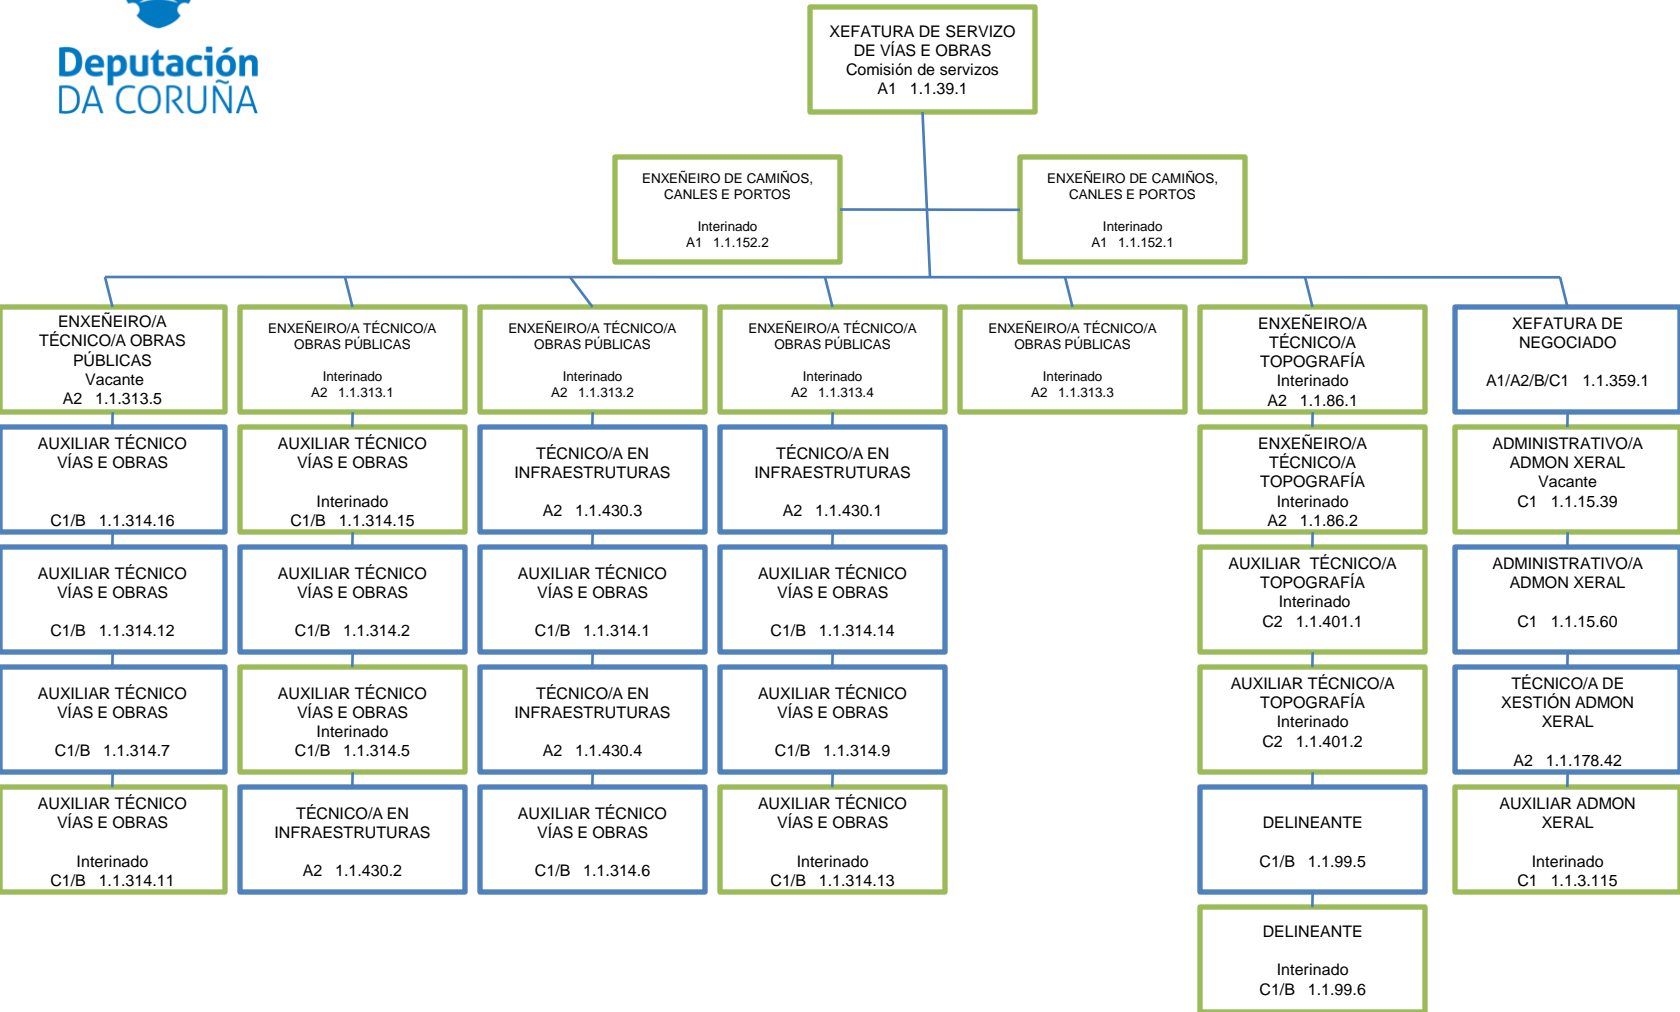 Deputación
DA CORUÑA
XEFATURA DE SERVIZO
DE VÍAS E OBRAS
Comisión de servizos
A1 1.1.39.1
ENXEÑEIRO DE CAMIÑOS,
CANLES E PORTOS
Interinado
A1 1.1.152.2
ENXEÑEIRO DE CAMIÑOS,
CANLES E PORTOS
Interinado
A1 1.1.152.1
ENXEÑEIRO/A
TÉCNICO/A OBRAS
PÚBLICAS
Vacante
A2 1.1.313.5
ENXEÑEIRO/A TÉCNICO/A
OBRAS PÚBLICAS
Interinado
A2 1.1.313.1
ENXEÑEIRO/A TÉCNICO/A
OBRAS PÚBLICAS
Interinado
A2 1.1.313.2
ENXEÑEIRO/A TÉCNICO/A
OBRAS PÚBLICAS
Interinado
A2 1.1.313.4
ENXEÑEIRO/A TÉCNICO/A
OBRAS PÚBLICAS
Interinado
A2 1.1.313.3
ENXEÑEIRO/A
TÉCNICO/A
TOPOGRAFÍA
Interinado
A2 1.1.86.1
XEFATURA DE
NEGOCIADO
A1/A2/B/C1 1.1.359.1
AUXILIAR TÉCNICO
VÍAS E OBRAS
C1/B 1.1.314.16
AUXILIAR TÉCNICO
VÍAS E OBRAS
Interinado
C1/B 1.1.314.15
TÉCNICO/A EN
INFRAESTRUTURAS
A2 1.1.430.3
TÉCNICO/A EN
INFRAESTRUTURAS
A2 1.1.430.1
ENXEÑEIRO/A
TÉCNICO/A
TOPOGRAFÍA
Interinado
A2 1.1.86.2
ADMINISTRATIVO/A
ADMON XERAL
Vacante
C1 1.1.15.39
AUXILIAR TÉCNICO
VÍAS E OBRAS
C1/B 1.1.314.12
AUXILIAR TÉCNICO
VÍAS E OBRAS
C1/B 1.1.314.2
AUXILIAR TÉCNICO
VÍAS E OBRAS
C1/B 1.1.314.1
AUXILIAR TÉCNICO
VÍAS E OBRAS
C1/B 1.1.314.14
AUXILIAR TÉCNICO/A
TOPOGRAFÍA
Interinado
C2 1.1.401.1
ADMINISTRATIVO/A
ADMON XERAL
C1 1.1.15.60
AUXILIAR TÉCNICO
VÍAS E OBRAS
C1/B 1.1.314.7
AUXILIAR TÉCNICO
VÍAS E OBRAS
Interinado
C1/B 1.1.314.5
TÉCNICO/A EN
INFRAESTRUTURAS
A2 1.1.430.4
AUXILIAR TÉCNICO
VÍAS E OBRAS
C1/B 1.1.314.9
AUXILIAR TÉCNICO/A
TOPOGRAFÍA
Interinado
C2 1.1.401.2
TÉCNICO/A DE
XESTIÓN ADMON
XERAL
A2 1.1.178.42
AUXILIAR TÉCNICO
VÍAS E OBRAS
Interinado
C1/B 1.1.314.11
TÉCNICO/A EN
INFRAESTRUTURAS
A2 1.1.430.2
AUXILIAR TÉCNICO
VÍAS E OBRAS
C1/B 1.1.314.6
AUXILIAR TÉCNICO
VÍAS E OBRAS
Interinado
C1/B 1.1.314.13
DELINEANTE
C1/B 1.1.99.5
AUXILIAR ADMON
XERAL
Interinado
C1 1.1.3.115
DELINEANTE
Interinado
C1/B 1.1.99.6